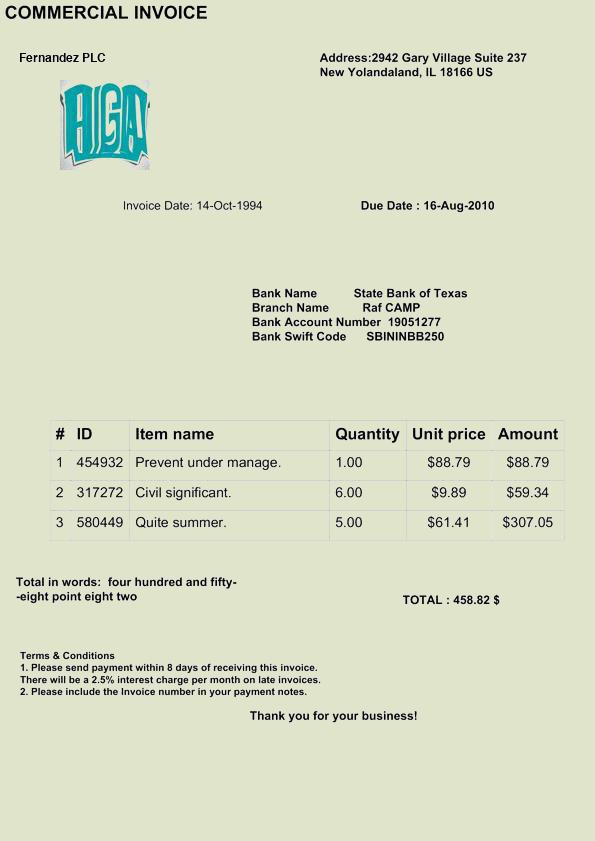 COMMERCIAL INVOICE
Fernandez PLC
Address:2942 Gary Village Suite 237
New Yolandaland, IL 18166 US
Invoice Date: 14-Oct-1994
Due Date : 16-Aug-2010
Bank Name State Bank of Texas
Branch Name Raf CAMP
Bank Account Number 19051277
Bank Swift Code SBININBB250
# ID Item name Quantity Unit price Amount
1 454932 Prevent under manage. 1.00 $88.79 $88.79
2 317272 Civil significant. 6.00 $9.89 $59.34
3 580449 Quite summer. 5.00 $61.41 $307.05
Total in words: four hundred and fifty-
-eight point eight two
TOTAL : 458.82 $
Terms & Conditions
1. Please send payment within 8 days of receiving this invoice.
There will be a 2.5% interest charge per month on late invoices.
2. Please include the Invoice number in your payment notes.
Thank you for your business!